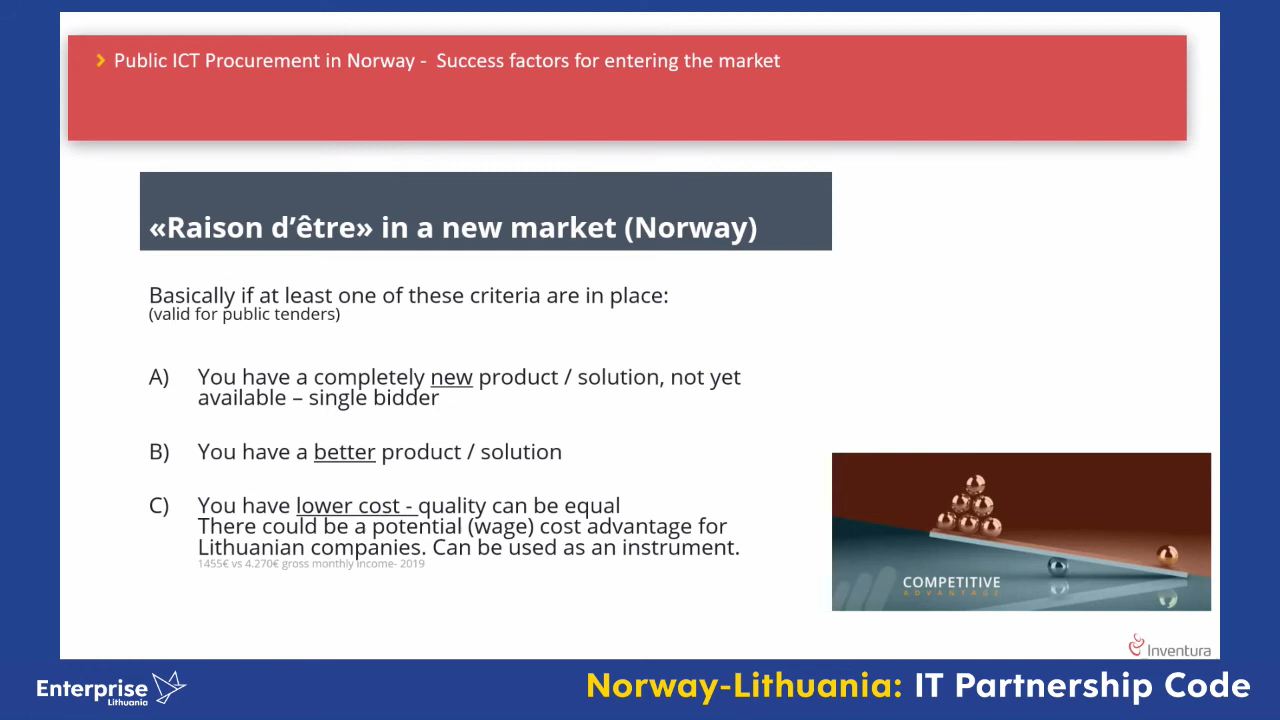 Public ICT Procurement in Norway - Success factors for entering the market
«Raison d’être» in a new market (Norway)
Basically if at least one of these criteria are in place:
(valid for public tenders)
A) You have a completely new product / solution, not yet
available – single bidder
B) You have a better product / solution
C) You have lower cost - quality can be equal
There could be a potential (wage) cost advantage for
Lithuanian companies. Can be used as an instrument.
1455€ vs 4.270€ gross monthly income- 2019
COMPETITIVE
ADVANTAGE
Inventura
Enterprise
Lithuania
Norway-Lithuania: IT Partnership Code